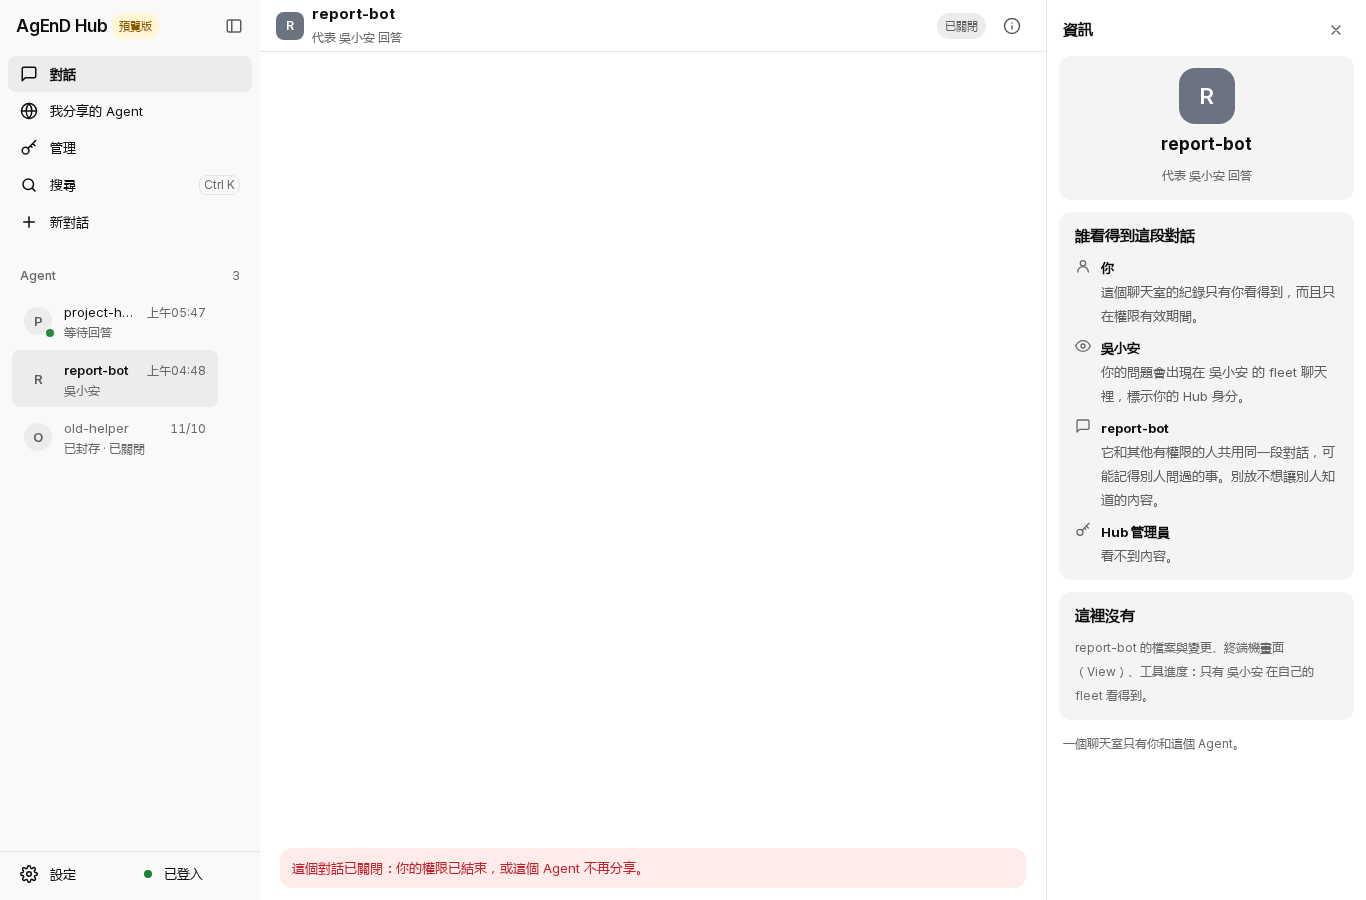 AgEnD Hub 預覽版
對話
我分享的 Agent
管理
搜尋 Ctrl K
新對話
Agent 3
P project-h... 上午05:47
等待回答
R report-bot 上午04:48
吳小安
O old-helper 11/10
已封存 · 已關閉
設定 已登入
R report-bot 已關閉
代表 吳小安 回答
這個對話已關閉：你的權限已結束，或這個 Agent 不再分享。
資訊
R
report-bot
代表 吳小安 回答
誰看得到這段對話
你
這個聊天室的紀錄只有你看得到，而且只
在權限有效期間。
吳小安
你的問題會出現在 吳小安 的 fleet 聊天
裡，標示你的 Hub 身分。
report-bot
它和其他有權限的人共用同一段對話，可
能記得別人問過的事。別放不想讓別人知
道的內容。
Hub 管理員
看不到內容。
這裡沒有
report-bot 的檔案與變更、終端機畫面
（View）、工具進度：只有 吳小安 在自己的
fleet 看得到。
一個聊天室只有你和這個 Agent。